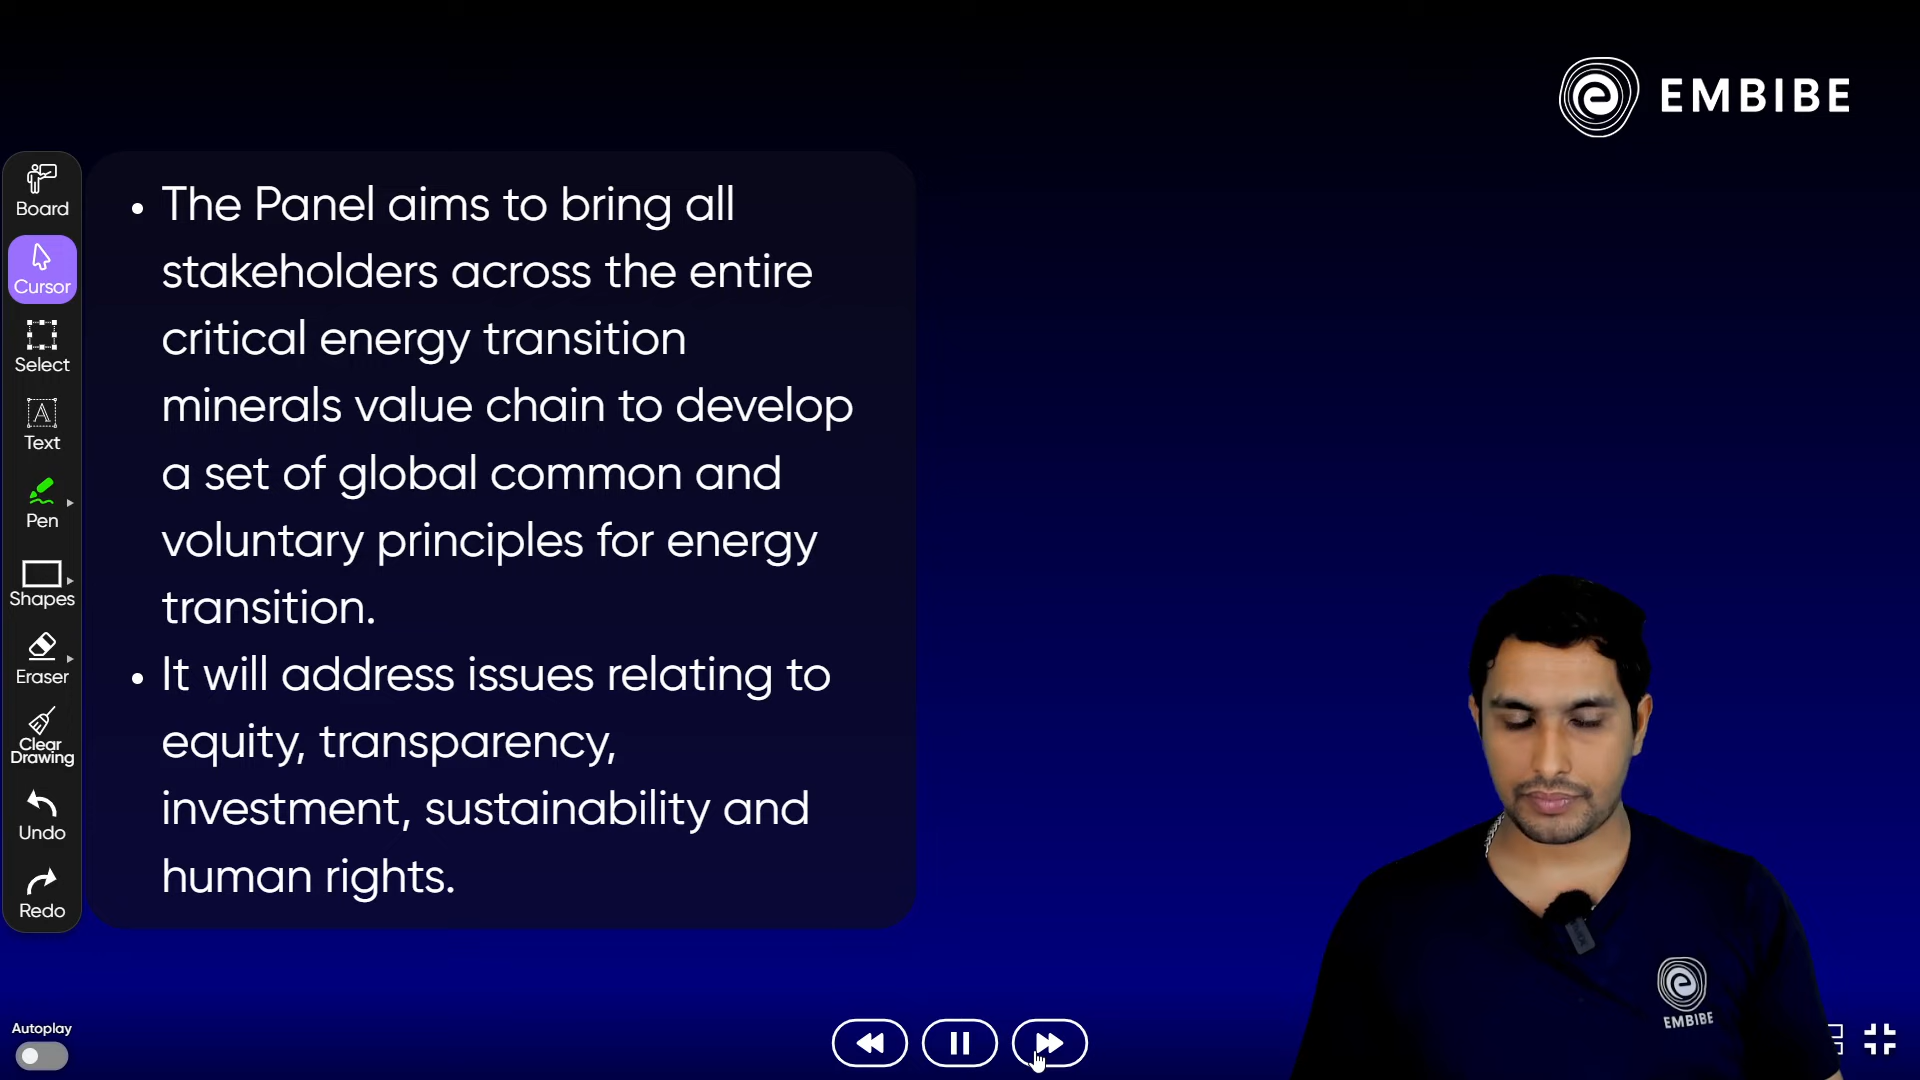 EMBIBE
Board
Cursor
Select
Text
Pen
Shapes
Eraser
Clear
Drawing
Undo
Redo
• The Panel aims to bring all
stakeholders across the entire
critical energy transition
minerals value chain to develop
a set of global common and
voluntary principles for energy
transition.
• It will address issues relating to
equity, transparency,
investment, sustainability and
human rights.
EMBIBE
Autoplay